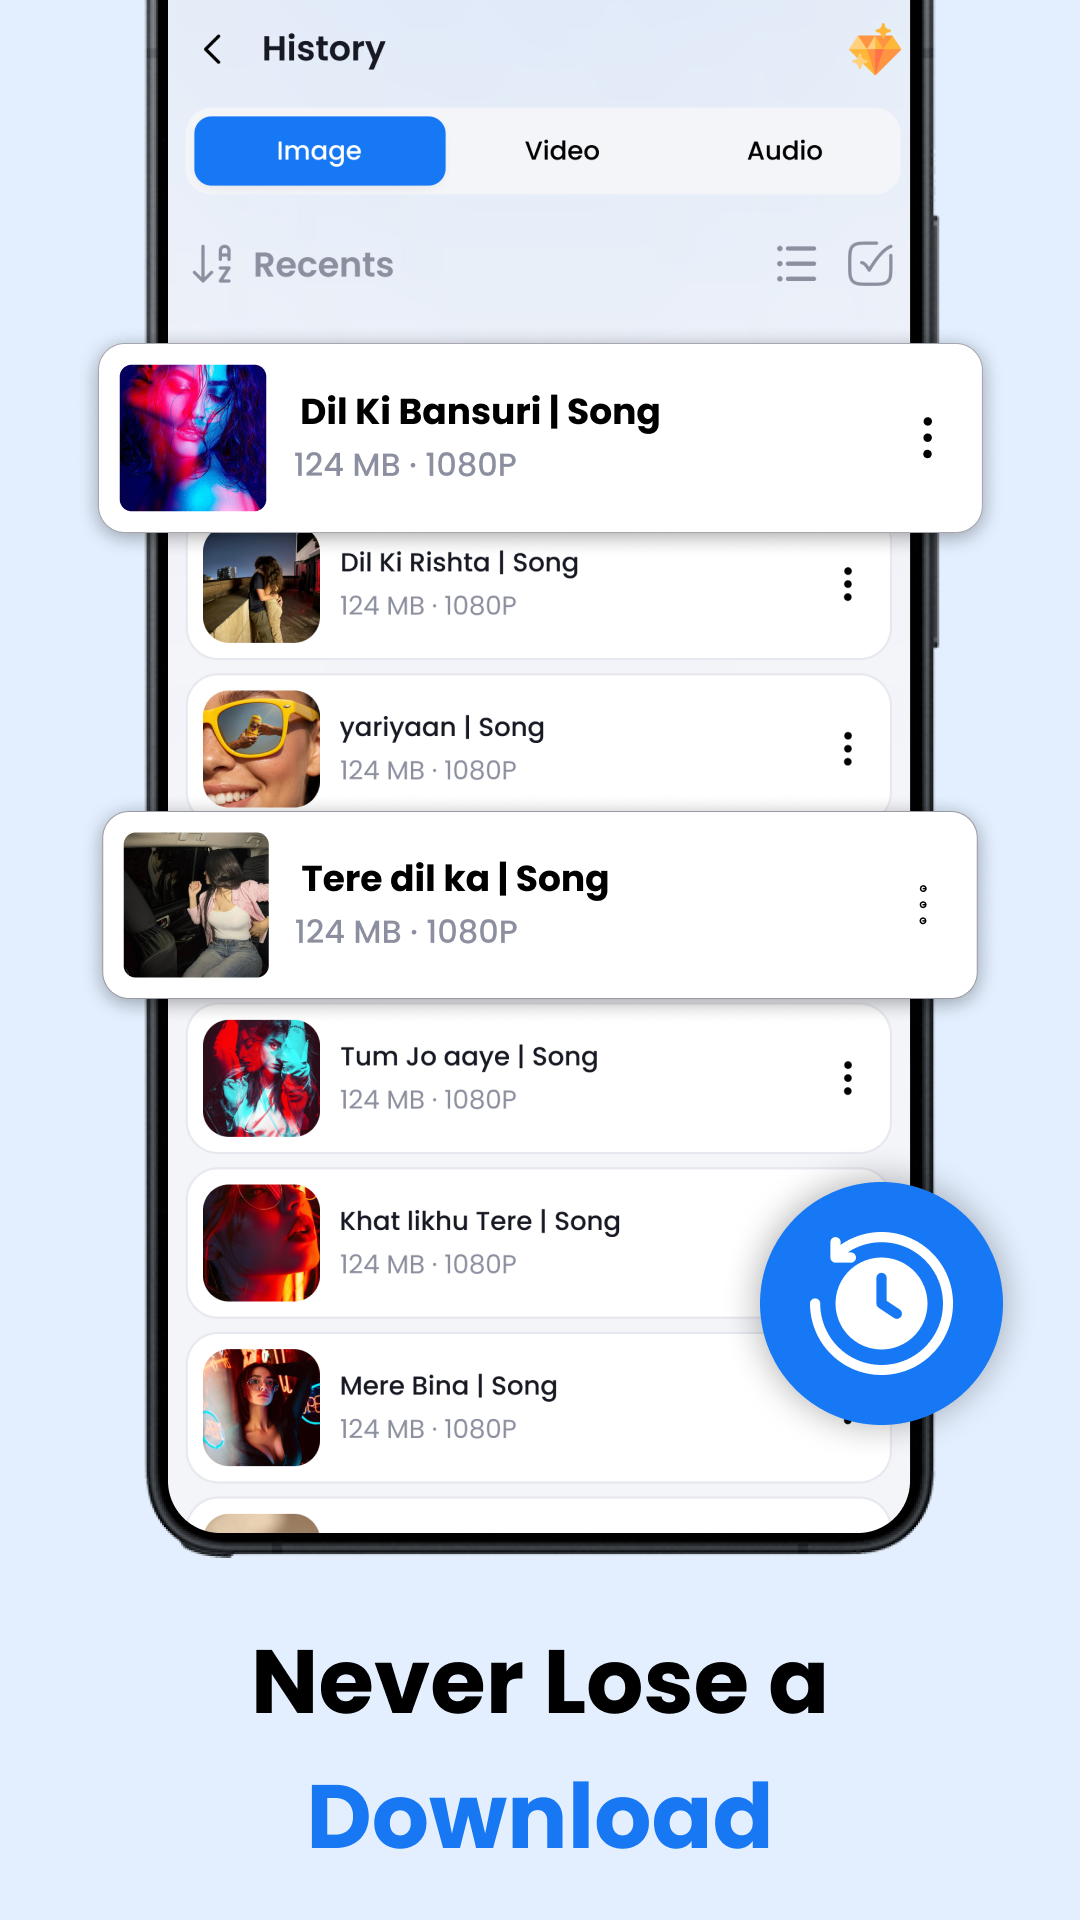 History
Image
Video
Audio
A
Z
Recents
Dil Ki Bansuri | Song
124 MB · 1080P
Dil Ki Rishta | Song
124 MB · 1080P
yariyaan | Song
124 MB · 1080P
Tere dil ka | Song
124 MB · 1080P
Tum Jo aaye | Song
124 MB · 1080P
Khat likhu Tere | Song
124 MB · 1080P
Mere Bina | Song
124 MB · 1080P
Never Lose a
Download